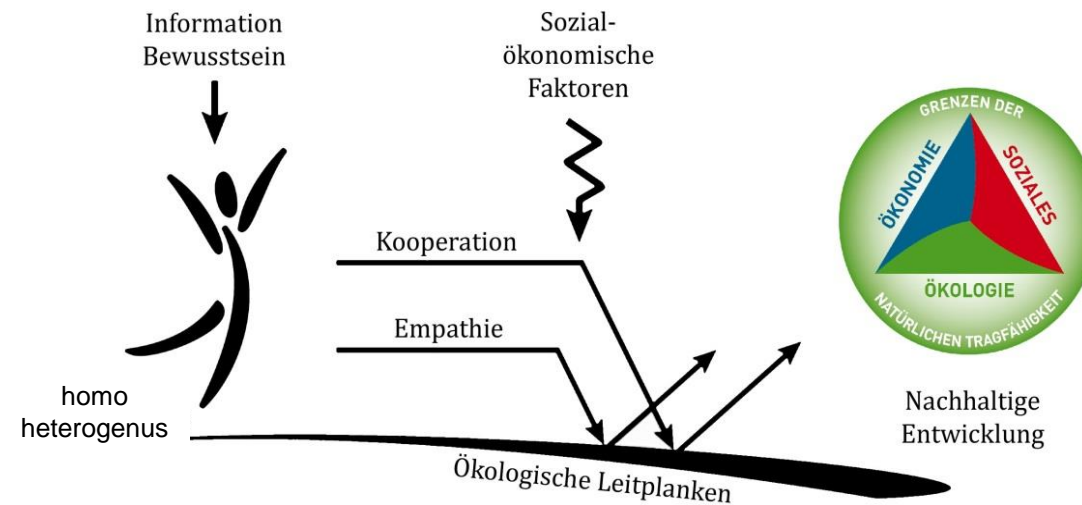 Information
Bewusstsein
Sozial-
ökonomische
Faktoren
GRENZEN DER
ÖKONOMIE
SOZIALES
ÖKOLOGIE
NATÜRLICHEN TRAGFÄHIGKEIT
Kooperation
Empathie
homo
heterogenus
Nachhaltige
Entwicklung
Ökologische Leitplanken